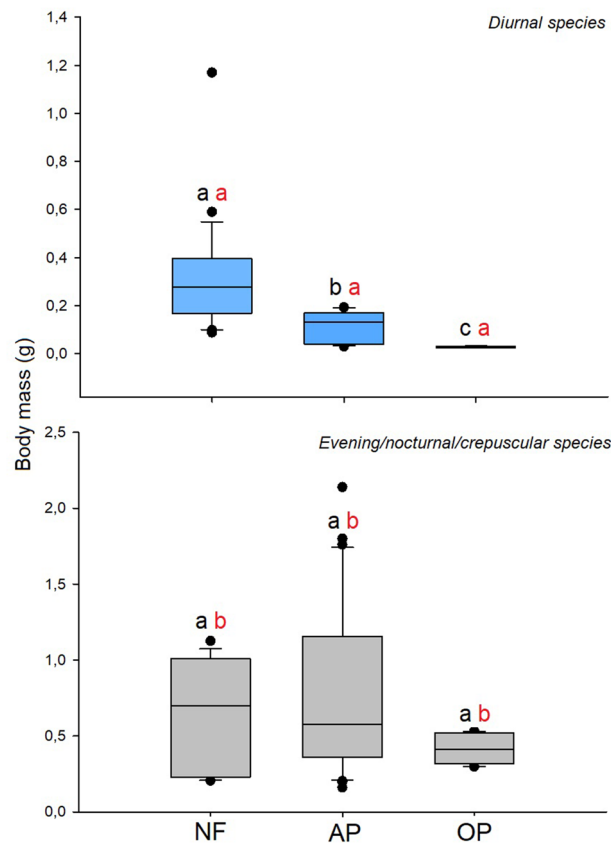 Diurnal species
1,4
1,2
1,0
0,8
0,6
0,4
0,2
0,0
a a
b a
c a
Body mass (g)
Evening/nocturnal/crepuscular species
2,5
2,0
1,5
1,0
0,5
0,0
a b
a b
a b
NF AP OP